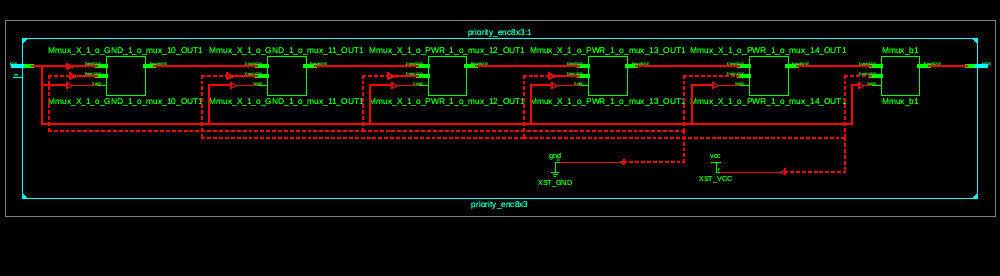 priority_enc8x3:1
Mmux_X_1_o_GND_1_o_mux_10_OUT1
Mmux_X_1_o_GND_1_o_mux_11_OUT1
Mmux_X_1_o_PWR_1_o_mux_12_OUT1
Mmux_X_1_o_PWR_1_o_mux_13_OUT1
Mmux_X_1_o_PWR_1_o_mux_14_OUT1
Mmux_b1
Mmux_X_1_o_GND_1_o_mux_10_OUT1
Mmux_X_1_o_GND_1_o_mux_11_OUT1
Mmux_X_1_o_PWR_1_o_mux_12_OUT1
Mmux_X_1_o_PWR_1_o_mux_13_OUT1
Mmux_X_1_o_PWR_1_o_mux_14_OUT1
Mmux_b1
gnd
XST_GND
vcc
XST_VCC
priority_enc8x3